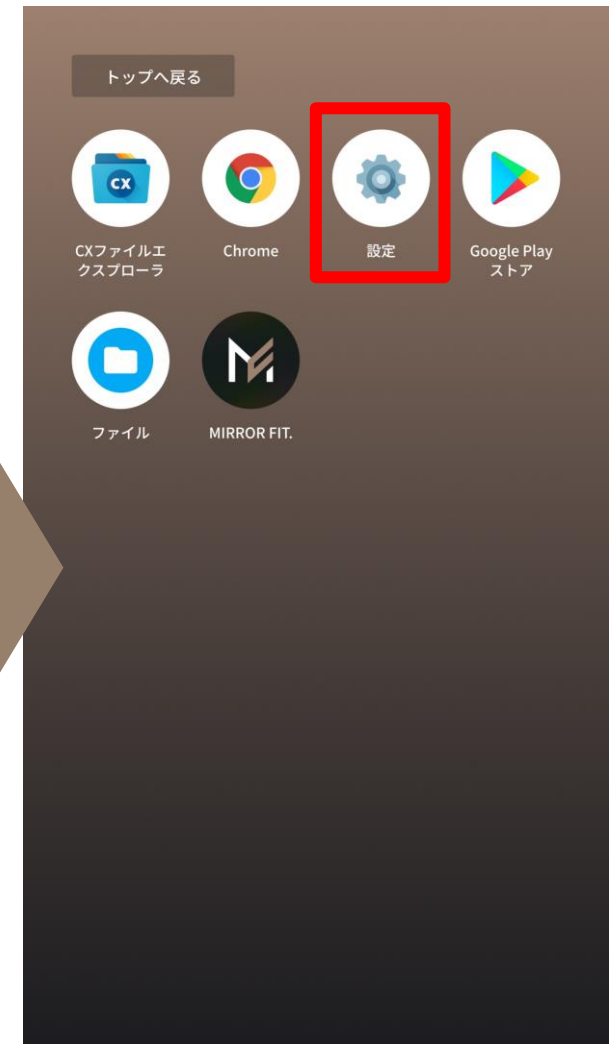 トップへ戻る
CX
CXファイルエ
クスプローラ
Chrome
設定
Google Play
ストア
ファイル
MIRROR FIT.